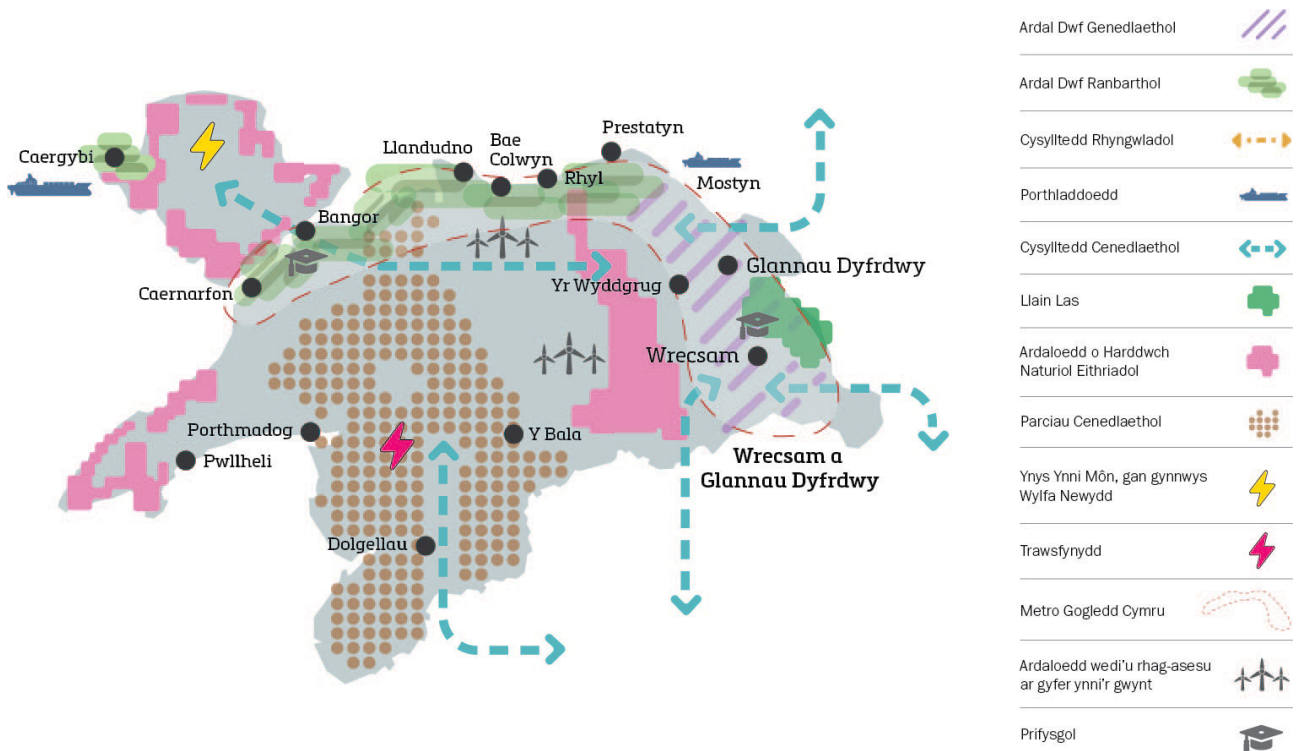 Caergybi
Llandudno
Bae
Colwyn
Prestatyn
Rhyl
Mostyn
Bangor
Caernarfon
Glannau Dyfrdwy
Yr Wyddgrug
Wrecsam
Porthmadog
Pwllheli
Y Bala
Wrecsam a
Glannau Dyfrdwy
Dolgellau
Ardal Dwf Genedlaethol
Ardal Dwf Ranbarthol
Cysylltedd Rhyngwladol
Porthladdoedd
Cysylltedd Cenedlaethol
Llain Las
Ardaloedd o Harddwch
Naturiol Eithriadol
Parciau Cenedlaethol
Ynys Ynni Môn, gan gynnwys
Wylfa Newydd
Trawsfynydd
Metro Gogledd Cymru
Ardaloedd wedi'u rhag-asesu
ar gyfer ynni'r gwynt
Prifysgol